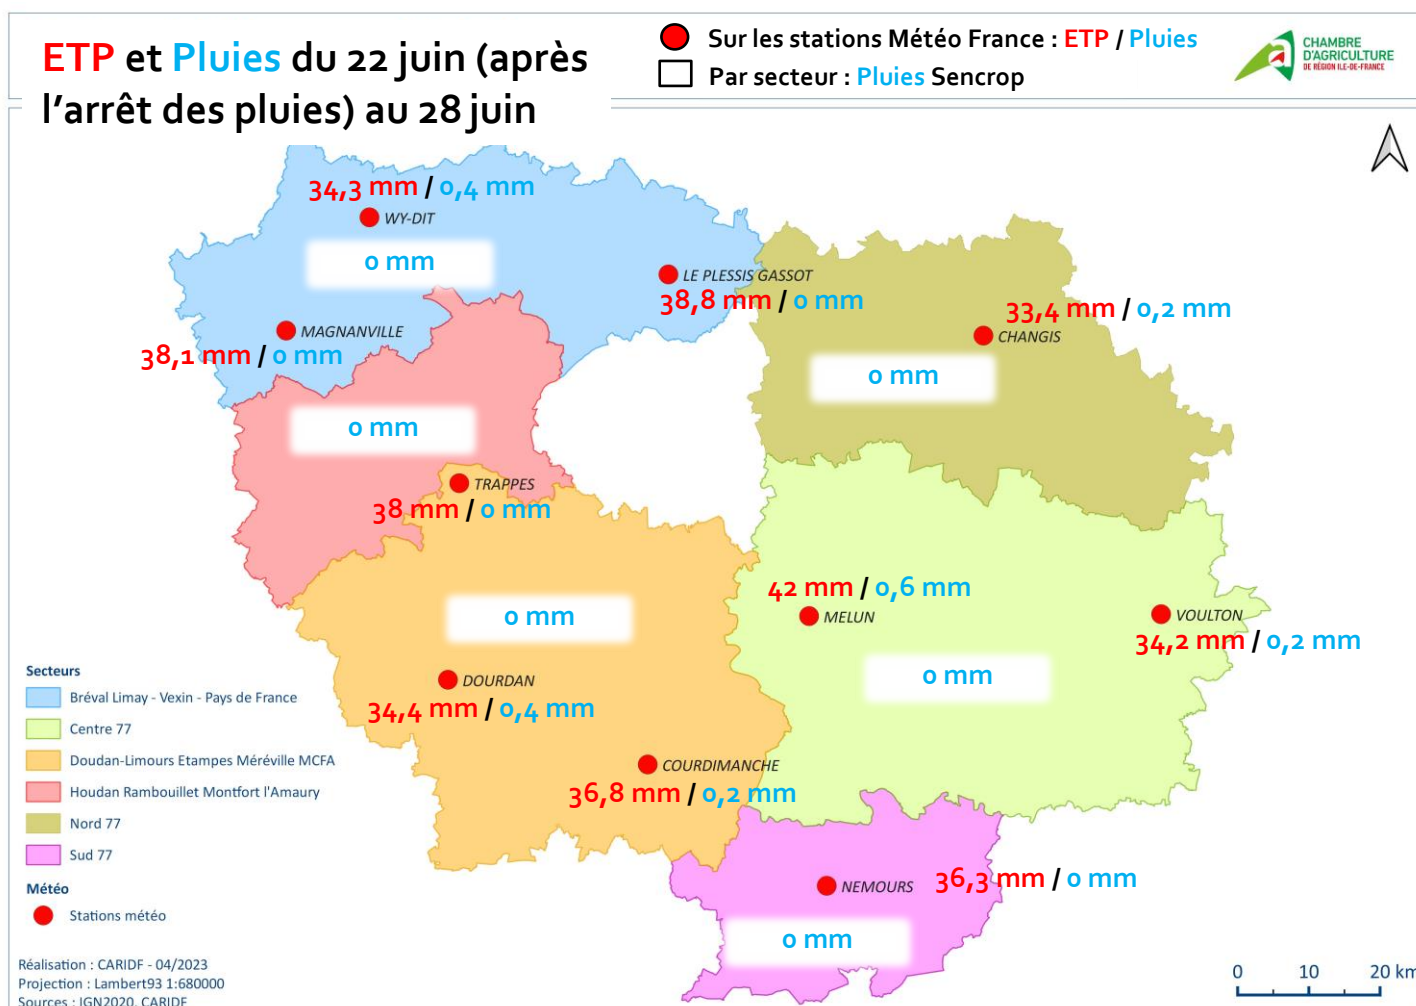 ETP et Pluies du 22 juin (après
l'arrêt des pluies) au 28 juin
Sur les stations Météo France : ETP / Pluies
Par secteur : Pluies Sencrop
CHAMBRE
D'AGRICULTURE
DE RÉGION ILE-DE-FRANCE
34,3 mm / 0,4 mm
WY-DIT
0 mm
LE PLESSIS GASSOT
38,8 mm / 0 mm
33,4 mm / 0,2 mm
CHANGIS
MAGNANVILLE
38,1 mm / 0 mm
0 mm
0 mm
TRAPPES
38 mm / 0 mm
42 mm / 0,6 mm
MELUN
0 mm
VOULTON
34,2 mm / 0,2 mm
0 mm
DOURDAN
34,4 mm / 0,4 mm
COURDIMANCHE
36,8 mm / 0,2 mm
NEMOURS
36,3 mm / 0 mm
0 mm
Secteurs
Bréval Limay - Vexin - Pays de France
Centre 77
Doudan-Limours Etampes Méréville MCFA
Houdan Rambouillet Montfort l'Amaury
Nord 77
Sud 77
Météo
Stations météo
Réalisation : CARIDF - 04/2023
Projection : Lambert93 1:680000
Sources : IGN2020, CARIDF
0 10 20 km